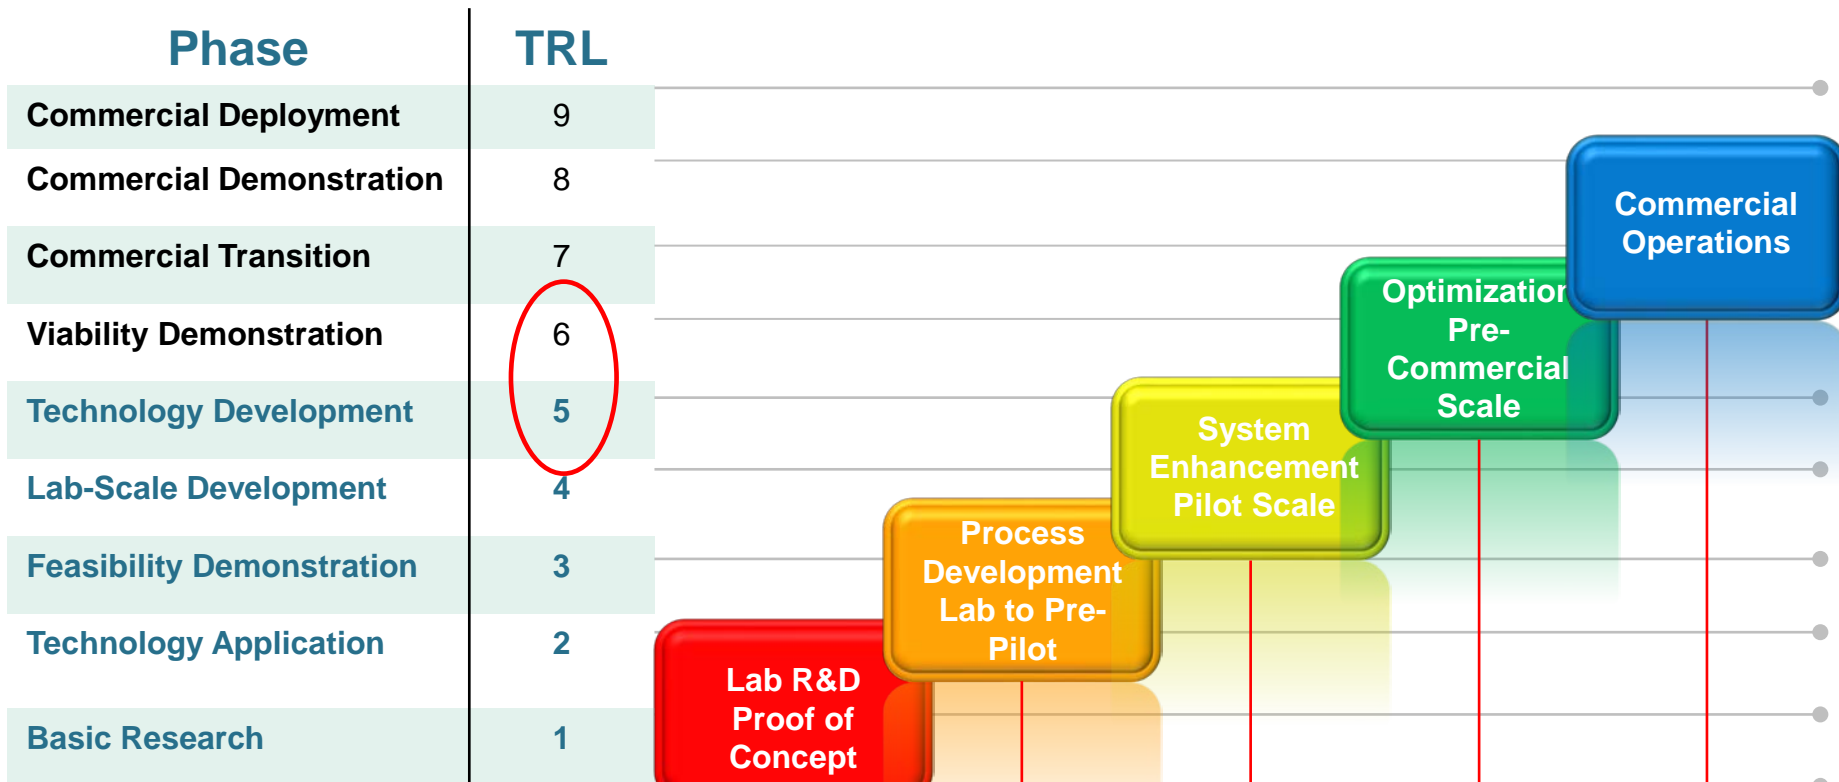 Phase TRL
Commercial Deployment 9
Commercial Demonstration 8
Commercial Transition 7
Viability Demonstration 6
Technology Development 5
Lab-Scale Development 4
Feasibility Demonstration 3
Technology Application 2
Basic Research 1
Lab R&D
Proof of
Concept
Process
Development
Lab to Pre-
Pilot
System
Enhancement
Pilot Scale
Optimization
Pre-
Commercial
Scale
Commercial
Operations